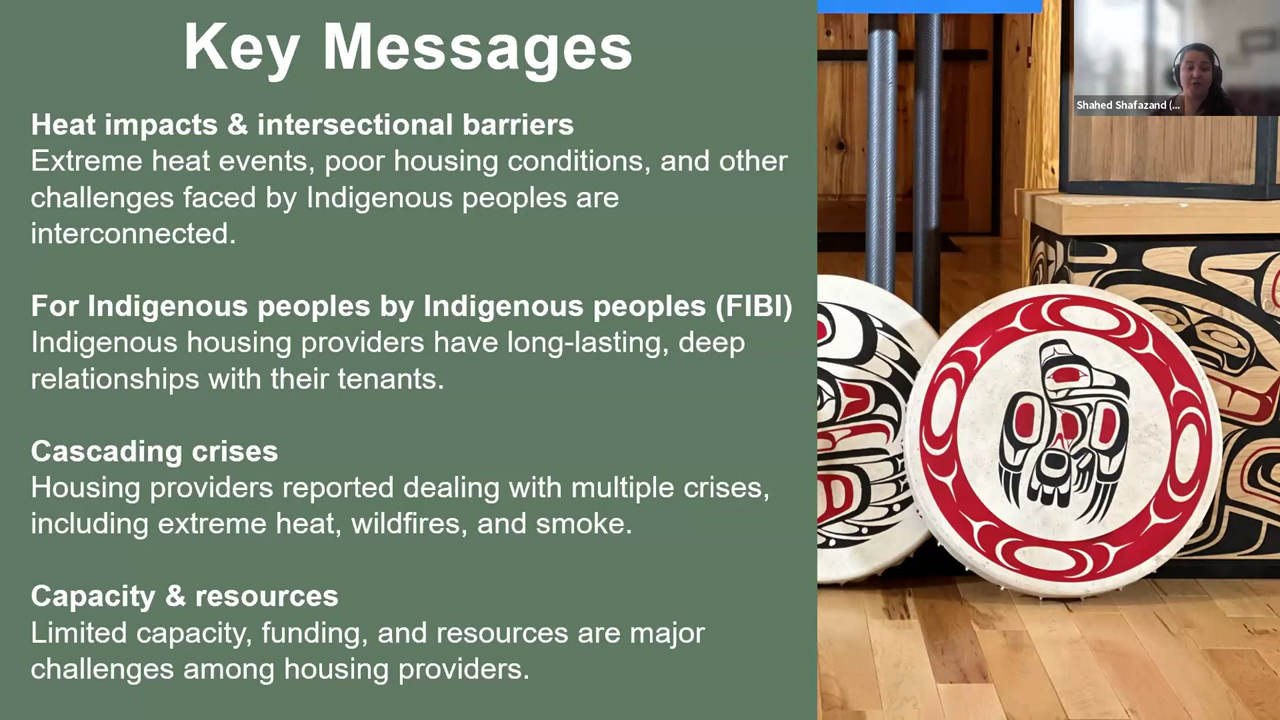 Key Messages
Heat impacts & intersectional barriers
Extreme heat events, poor housing conditions, and other
challenges faced by Indigenous peoples are
interconnected.
For Indigenous peoples by Indigenous peoples (FIBI)
Indigenous housing providers have long-lasting, deep
relationships with their tenants.
Cascading crises
Housing providers reported dealing with multiple crises,
including extreme heat, wildfires, and smoke.
Capacity & resources
Limited capacity, funding, and resources are major
challenges among housing providers.
Shahed Shafazand (...